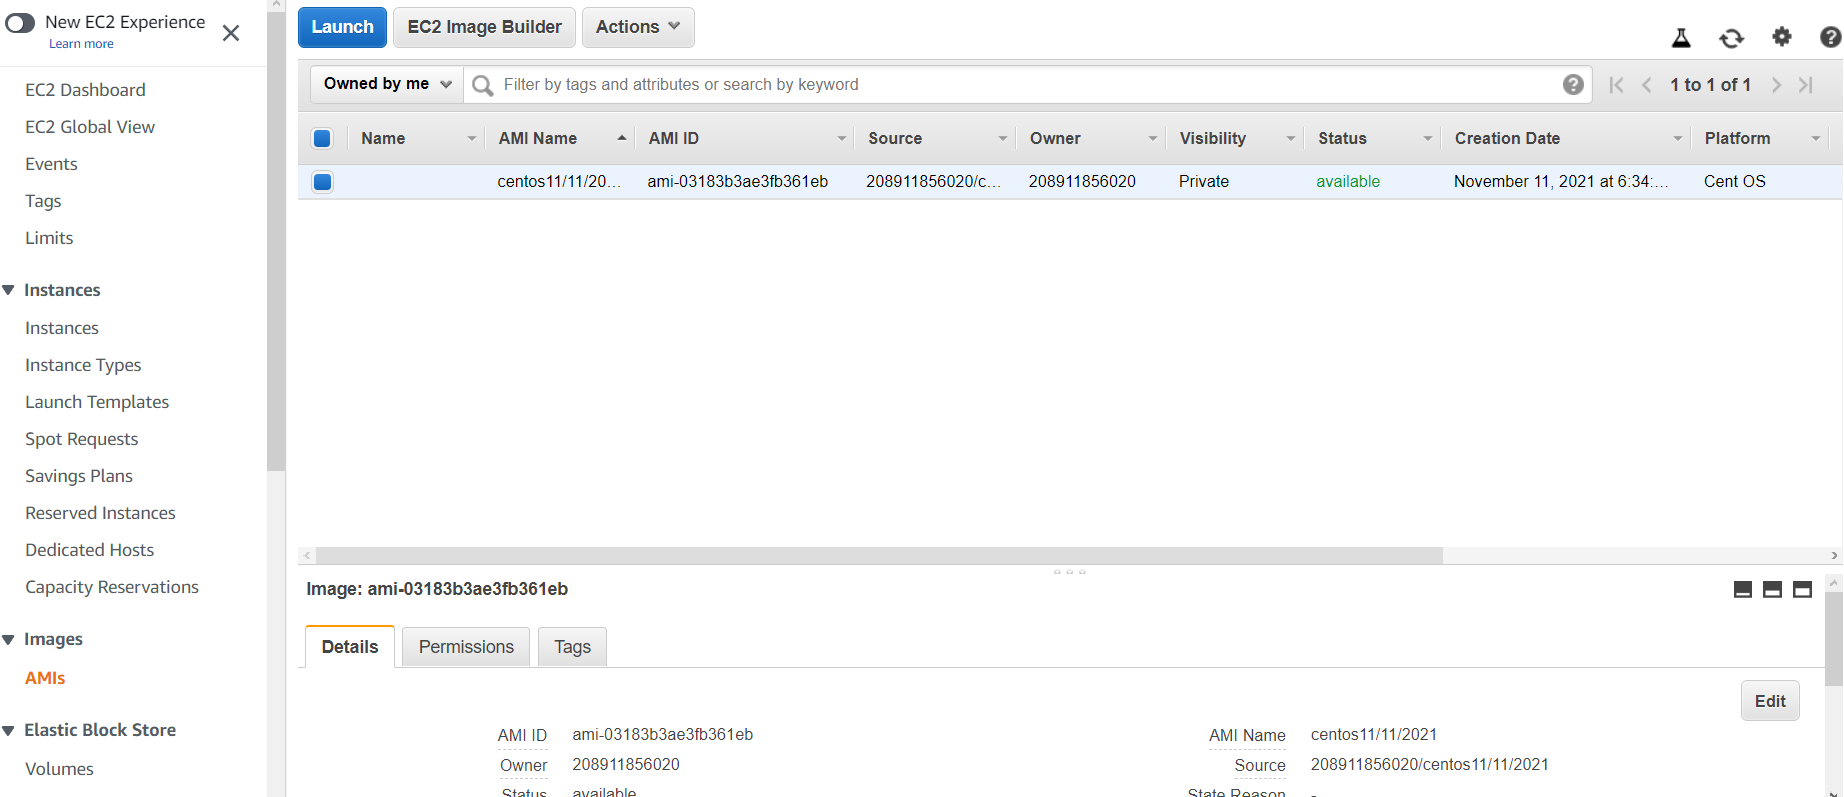 New EC2 Experience
Learn more
EC2 Dashboard
EC2 Global View
Events
Tags
Limits
Instances
Instances
Instance Types
Launch Templates
Spot Requests
Savings Plans
Reserved Instances
Dedicated Hosts
Capacity Reservations
Images
AMIs
Elastic Block Store
Volumes
Launch EC2 Image Builder Actions
Owned by me Filter by tags and attributes or search by keyword 1 to 1 of 1
Name AMI Name AMI ID Source Owner Visibility Status Creation Date Platform
centos11/11/20... ami-03183b3ae3fb361eb 208911856020/c... 208911856020 Private available November 11, 2021 at 6:34:... Cent OS
Image: ami-03183b3ae3fb361eb
Details Permissions Tags
Edit
AMI ID ami-03183b3ae3fb361eb AMI Name centos11/11/2021
Owner 208911856020 Source 208911856020/centos11/11/2021
Status available State Reason -